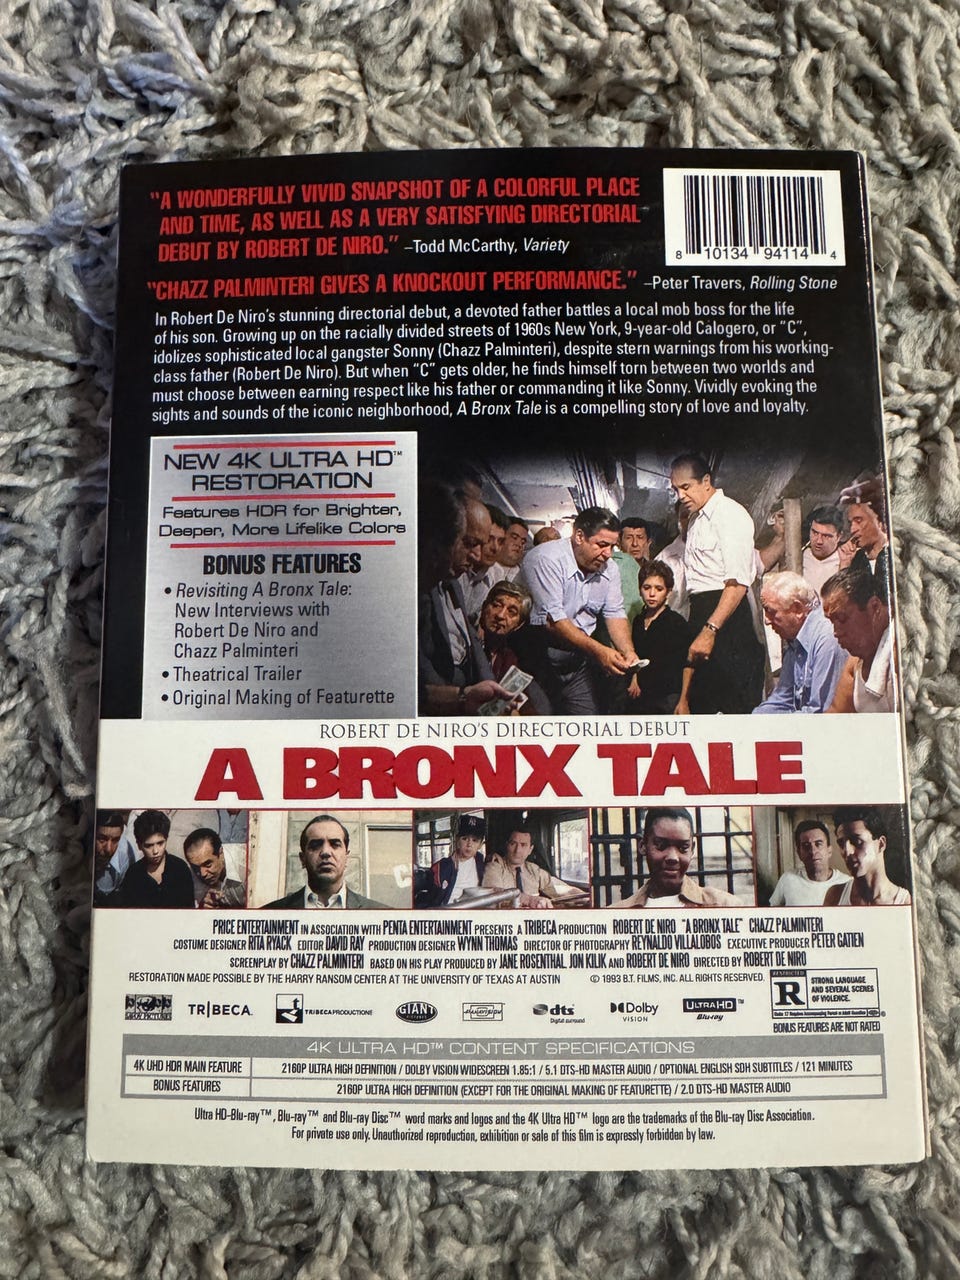 "A WONDERFULLY VIVID SNAPSHOT OF A COLORFUL PLACE
AND TIME, AS WELL AS A VERY SATISFYING DIRECTORIAL
DEBUT BY ROBERT DE NIRO." –Todd McCarthy, Variety
8 10134 94114 4
"CHAZZ PALMINTERI GIVES A KNOCKOUT PERFORMANCE." –Peter Travers, Rolling Stone
In Robert De Niro's stunning directorial debut, a devoted father battles a local mob boss for the life
of his son. Growing up on the racially divided streets of 1960s New York, 9-year-old Calogero, or "C",
idolizes sophisticated local gangster Sonny (Chazz Palminteri), despite stern warnings from his working-
class father (Robert De Niro). But when "C" gets older, he finds himself torn between two worlds and
must choose between earning respect like his father or commanding it like Sonny. Vividly evoking the
sights and sounds of the iconic neighborhood, A Bronx Tale is a compelling story of love and loyalty.
NEW 4K ULTRA HD™
RESTORATION
Features HDR for Brighter,
Deeper, More Lifelike Colors
BONUS FEATURES
• Revisiting A Bronx Tale:
New Interviews with
Robert De Niro and
Chazz Palminteri
• Theatrical Trailer
• Original Making of Featurette
ROBERT DE NIRO'S DIRECTORIAL DEBUT
A BRONX TALE
PRICE ENTERTAINMENT IN ASSOCIATION WITH PENTA ENTERTAINMENT PRESENTS A TRIBECA PRODUCTION ROBERT DE NIRO "A BRONX TALE" CHAZZ PALMINTERI
COSTUME DESIGNER RITA RYACK EDITOR DAVID RAY PRODUCTION DESIGNER WYNN THOMAS DIRECTOR OF PHOTOGRAPHY REYNALDO VILLALOBOS EXECUTIVE PRODUCER PETER GATIEN
SCREENPLAY BY CHAZZ PALMINTERI BASED ON HIS PLAY PRODUCED BY JANE ROSENTHAL JON KILIK AND ROBERT DE NIRO DIRECTED BY ROBERT DE NIRO
RESTORATION MADE POSSIBLE BY THE HARRY RANSOM CENTER AT THE UNIVERSITY OF TEXAS AT AUSTIN © 1993 B.T. FILMS, INC. ALL RIGHTS RESERVED.
RESTRICTED
R
STRONG LANGUAGE
AND SEVERAL SCENES
OF VIOLENCE.
BONUS FEATURES ARE NOT RATED
TRIBECA.
TRIBECAPRODUCTIONS
GIANT
dts
Digital surround
Dolby
VISION
ULTRA HD™
Blu-ray
4K ULTRA HD™ CONTENT SPECIFICATIONS
4K UHD HDR MAIN FEATURE 2160P ULTRA HIGH DEFINITION / DOLBY VISION WIDESCREEN 1.85:1 / 5.1 DTS-HD MASTER AUDIO / OPTIONAL ENGLISH SDH SUBTITLES / 121 MINUTES
BONUS FEATURES 2160P ULTRA HIGH DEFINITION (EXCEPT FOR THE ORIGINAL MAKING OF FEATURETTE) / 2.0 DTS-HD MASTER AUDIO
Ultra HD-Blu-ray™, Blu-ray™ and Blu-ray Disc™ word marks and logos and the 4K Ultra HD™ logo are the trademarks of the Blu-ray Disc Association.
For private use only. Unauthorized reproduction, exhibition or sale of this film is expressly forbidden by law.